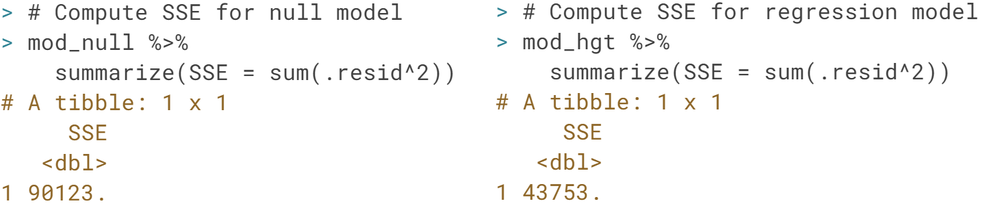 > # Compute SSE for null model
> mod_null %>%
    summarize(SSE = sum(.resid^2))
# A tibble: 1 x 1
     SSE
   <dbl>
1 90123.
> # Compute SSE for regression model
> mod_hgt %>%
    summarize(SSE = sum(.resid^2))
# A tibble: 1 x 1
     SSE
   <dbl>
1 43753.